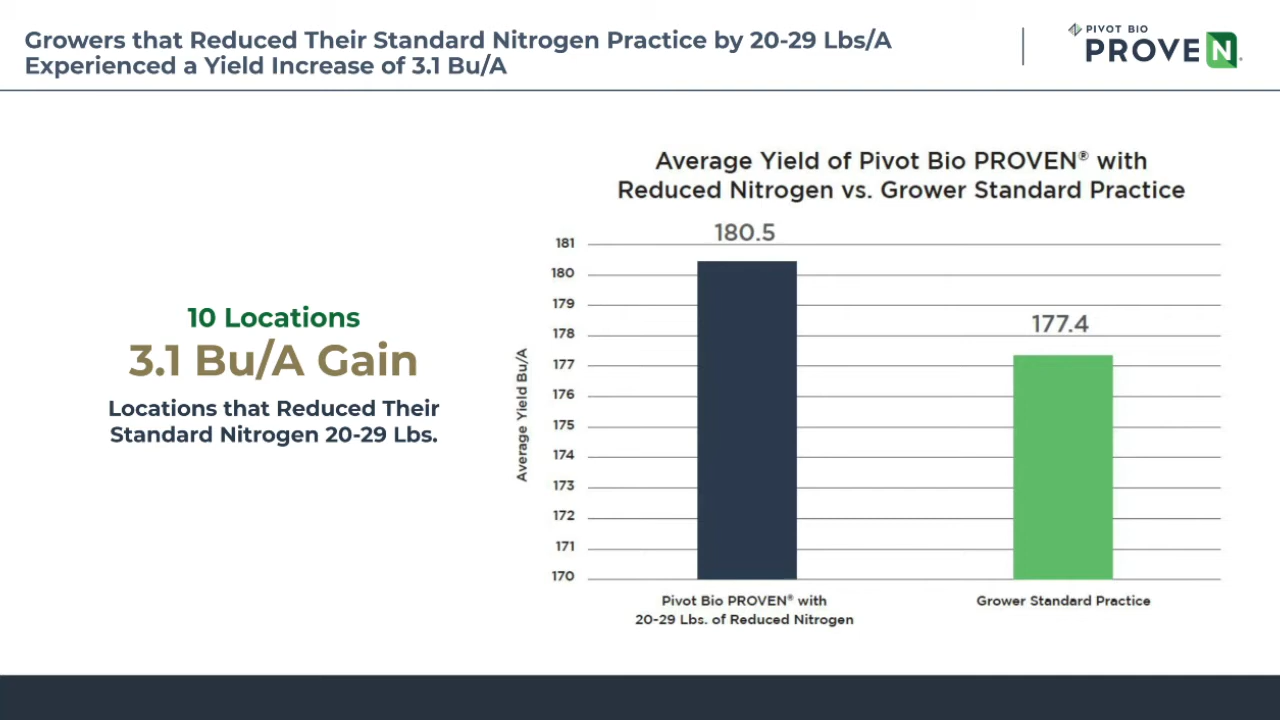 Growers that Reduced Their Standard Nitrogen Practice by 20-29 Lbs/A
Experienced a Yield Increase of 3.1 Bu/A
PIVOT BIO
PROVEN
10 Locations
3.1 Bu/A Gain
Locations that Reduced Their
Standard Nitrogen 20-29 Lbs.
Average Yield of Pivot Bio PROVEN® with
Reduced Nitrogen vs. Grower Standard Practice
180.5
177.4
Average Yield Bu/A
181
180
179
178
177
176
175
174
173
172
171
170
Pivot Bio PROVEN® with
20-29 Lbs. of Reduced Nitrogen
Grower Standard Practice